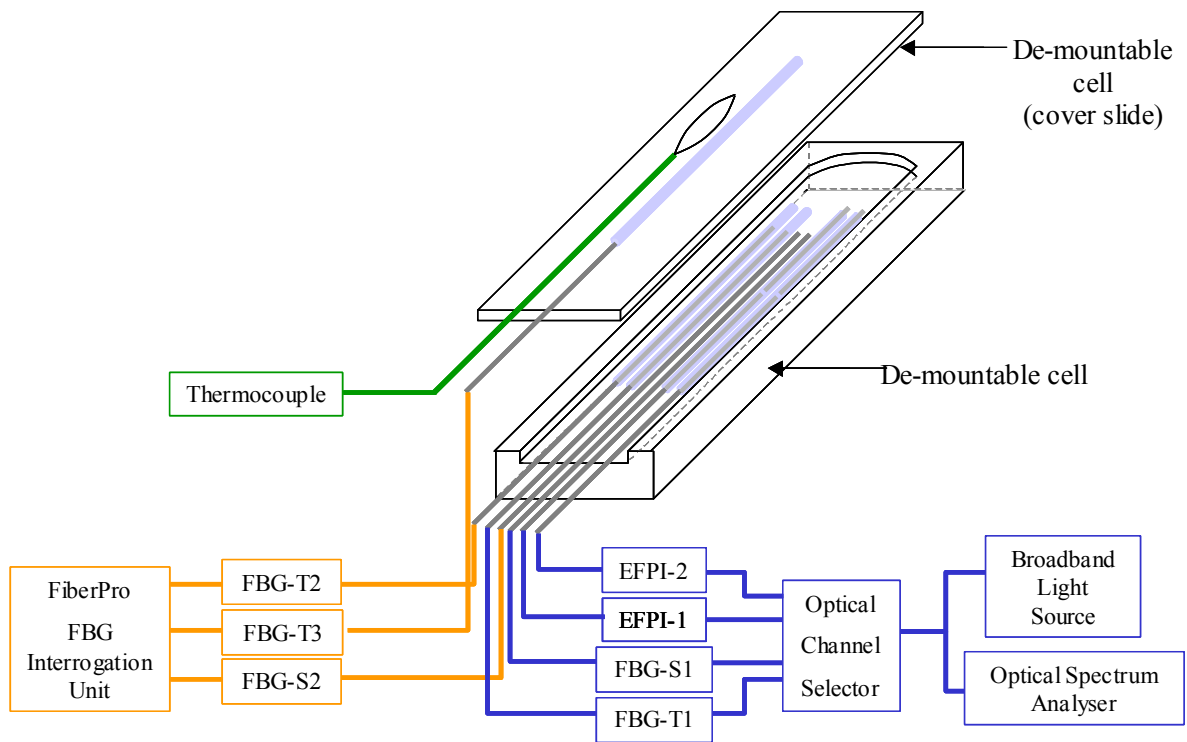 De-mountable
cell
(cover slide)
De-mountable cell
Thermocouple
FiberPro
FBG
Interrogation
Unit
FBG-T2
FBG-T3
FBG-S2
EFPI-2
EFPI-1
FBG-S1
FBG-T1
Optical
Channel
Selector
Broadband
Light
Source
Optical Spectrum
Analyser